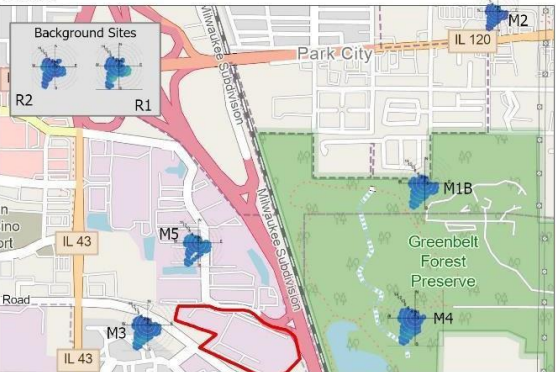 Background Sites
R2
R1
Milwaukee Subdivision
M2
IL 120
Park City
M1B
IL 43
M5
Greenbelt
Forest
Preserve
Milwaukee Subdivision
Road
M3
M4
IL 43